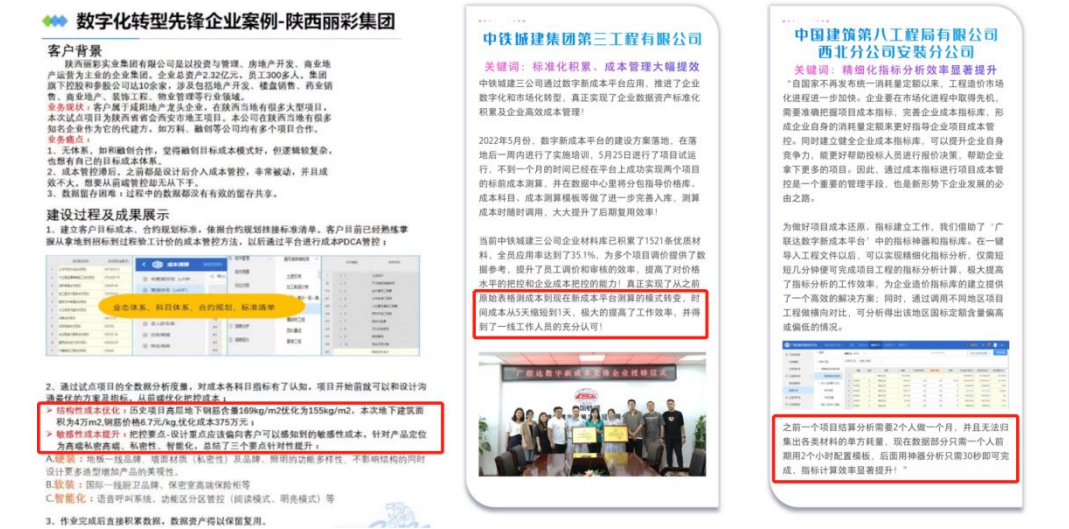 数字化转型先锋企业案例-陕西丽彩集团
客户背景
陕西丽彩实业集团有限公司是以投资与管理、房地产开发、商业地
产运营为主业的企业集团。企业总资产2.32亿元，员工300多人。集团
旗下控股和参股公司达10余家，涉及包括地产开发、楼盘销售、药业销
售、商业地产、装饰工程、物业管理等行业领域。
业务现状：客户属于咸阳地产龙头企业，在陕西当地有很多大型项目，
本次试点项目为陕西省省会西安市地王项目。本公司在陕西当地有很多
知名企业作为它的代建方，如万科、融创等公司均有多个项目合作。
业务痛点：
1、无体系，如和融创合作，觉得融创目标成本模式好，但逻辑较复杂，
也想有自己的目标成本体系。
2、成本管控滞后，之前都是设计后介入成本管控，非常被动，并且成
效不大。想要从前端管控却无从下手。
3、数据留存困难：过程中的数据都没有有效的留存共享。
建设过程及成果展示
1、建立客户目标成本、合约规划标准，依据合约规划挂接标准清单。客户目前已经熟练掌
握从拿地到招标到过程验工计价的成本管控方法，以后通过平台进行成本PDCA管控；
业态体系、科目体系、合约规划、标准清单
2、通过试点项目的全数据分析度量，对成本各科目指标有了认知，项目开始前就可以和设计沟
通最优的方案及指标，从前端优化把控成本：
结构性成本优化：历史项目高层地下钢筋含量169kg/m2优化为155kg/m2，本次地下建筑面
积为4万m2,钢筋价格6.7元/kg,优化成本375万元；
敏感性成本提升：把控要点-设计重点应该偏向客户可以感知到的敏感性成本，针对产品定位
为高端私密高端、私密性、智能化，总结了三个要点针对性提升：
A.硬装：地板一线品牌、墙面材质（私密性）及品牌、照明的功能多样性，不影响结构的同时
设计更多造型增加产品的美观性。
B.软装：国际一线厨卫品牌、保密室高端保险柜等
C.智能化：语音呼叫系统、功能区分区管控（阅读模式、明亮模式）等
3、作业完成后直接积累数据，数据资产得以保留复用。
中铁城建集团第三工程有限公司
关键词：标准化积累、成本管理大幅提效
中铁城建三公司通过数字新成本平台应用，推进了企业
数字化和市场化转型，真正实现了企业数据资产标准化
积累及企业高效成本管理！
2022年5月份，数字新成本平台的建设方案落地，在落
地后一周内进行了实施培训，5月25日进行了项目试运
行，不到一个月的时间已经在平台上成功实现两个项目
的标前成本测算，并在数据中心里将分包指导价格库、
成本科目、成本测算模板等做了进一步完善入库，测算
成本时随时调用，大大提升了后期复用效率！
当前中铁城建三公司企业材料库已积累了1521条优质材
料，全员应用率达到了35.1%，为多个项目调价提供了数
据参考，提升了员工调价和审核的效率，提高了对价格
水平的把控和企业成本把控的能力！真正实现了从之前
原始表格测成本到现在新成本平台测算的模式转变，时
间成本从5天缩短到1天，极大的提高了工作效率，并得
到了一线工作人员的充分认可！
广联达数字新成本先锋企业授牌仪式
中国建筑第八工程局有限公司
西北分公司安装分公司
关键词：精细化指标分析效率显著提升
“自国家不再发布统一消耗量定额以来，工程造价市场
化进程进一步加快。企业要在市场化进程中取得先机，
需要准确把握项目成本指标，完善企业成本指标库，形
成企业自身的消耗量定额来更好指导企业项目成本管
控。同时建立健全企业成本指标库，可以提升企业自身
竞争力，能更好帮助投标人员进行报价决策，帮助企业
拿下更多的项目。因此，通过成本指标进行项目成本管
控是一个重要的管理手段，也是新形势下企业发展的必
由之路。
为做好项目成本还原、指标建立工作，我们借助了‘广
联达数字新成本平台’中的指标神器和指标库。在一键
导入工程文件以后，可以实现精细化指标分析，仅需短
短几分钟便可完成项目工程的指标分析计算，极大提高
了指标分析的工作效率，为企业造价指标库的建立提供
了一个高效的解决方案；同时，通过调用不同地区项目
工程做横向对比，可分析得出该地区国标定额含量偏高
或偏低的情况。
之前一个项目结算分析需要2个人做一个月，并且无法归
集出各类材料的单方耗量，现在数据部分只需一个人前
期用2个小时配置模板，后面用神器分析只需30秒即可完
成，指标计算效率显著提升！”